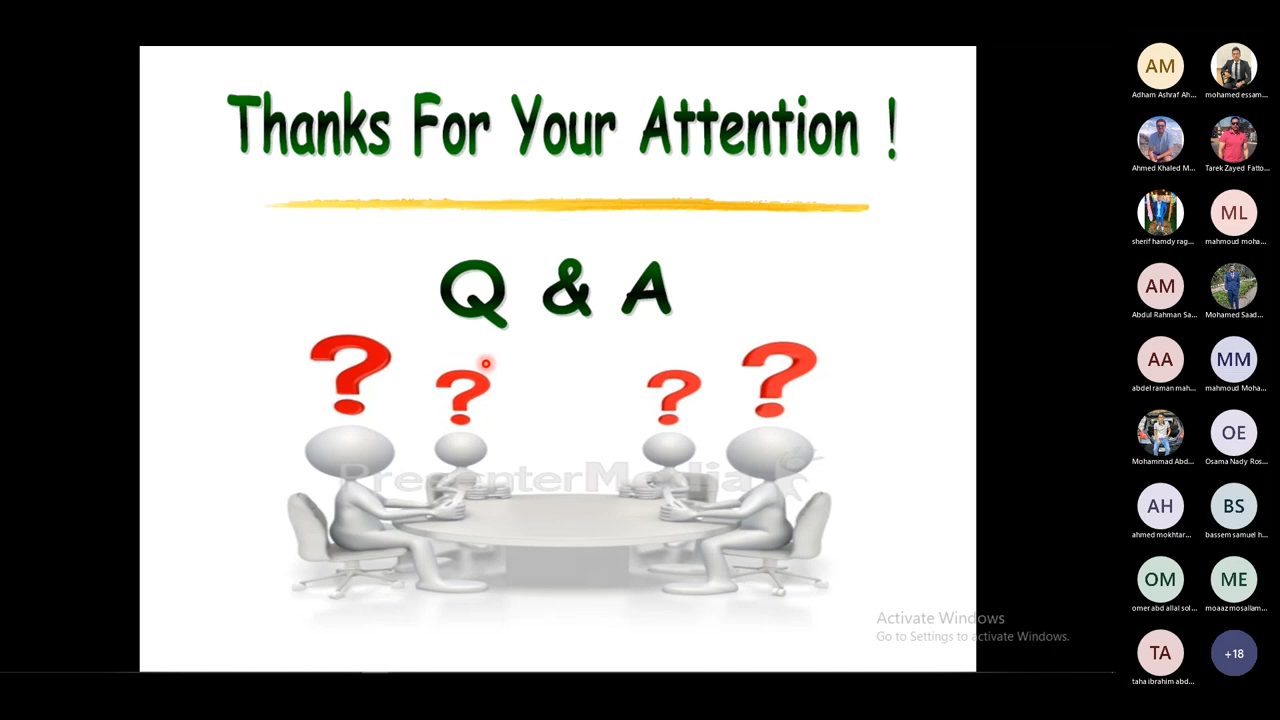 Thanks For Your Attention !
Q & A
? ? ? ?
PresenterMedia
Activate Windows
Go to Settings to activate Windows.
AM
Adham Ashraf Ah...
mohamed essam...
Ahmed Khaled M...
Tarek Zayed Fatto...
sherif hamdy rag...
ML
mahmoud moha...
AM
Abdul Rahman Sa...
Mohamed Saad...
AA
abdel raman mah...
MM
mahmoud Moha...
Mohammad Abd...
OE
Osama Nady Ros...
AH
ahmed mokhtar...
BS
bassem samuel h...
OM
omer abd allal sol...
ME
moaaz mosallam...
TA
taha ibrahim abd...
+18